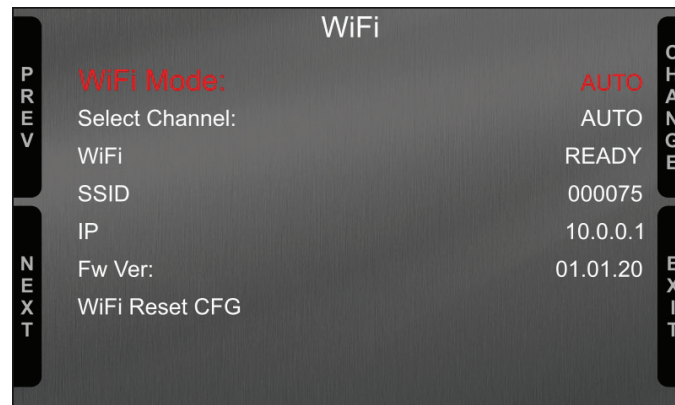 WiFi
PREV
CHANGE
WiFi Mode: AUTO
Select Channel: AUTO
WiFi READY
SSID 000075
IP 10.0.0.1
Fw Ver: 01.01.20
WiFi Reset CFG
NEXT
EXIT